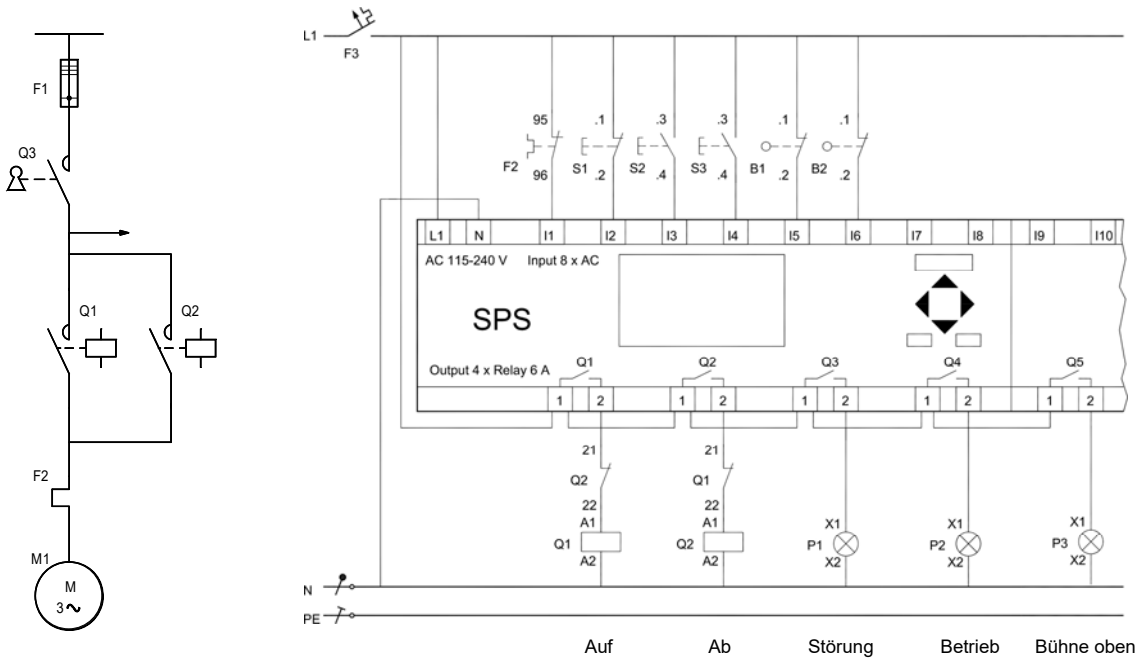 F1
Q3
Q1 Q2
F2
M1
M
3~
L1
F3
95 .1 .3 .3 .1 .1
F2 S1 S2 S3 B1 B2
96 .2 .4 .4 .2 .2
L1 N I1 I2 I3 I4 I5 I6 I7 I8 I9 I10
AC 115-240 V Input 8 x AC
SPS
Output 4 x Relay 6 A
Q1 Q2 Q3 Q4 Q5
1 2 1 2 1 2 1 2 1 2
21 21
Q2 Q1
22 22
A1 A1 X1 X1 X1
Q1 Q2 P1 P2 P3
A2 A2 X2 X2 X2
N
PE
Auf Ab Störung Betrieb Bühne oben